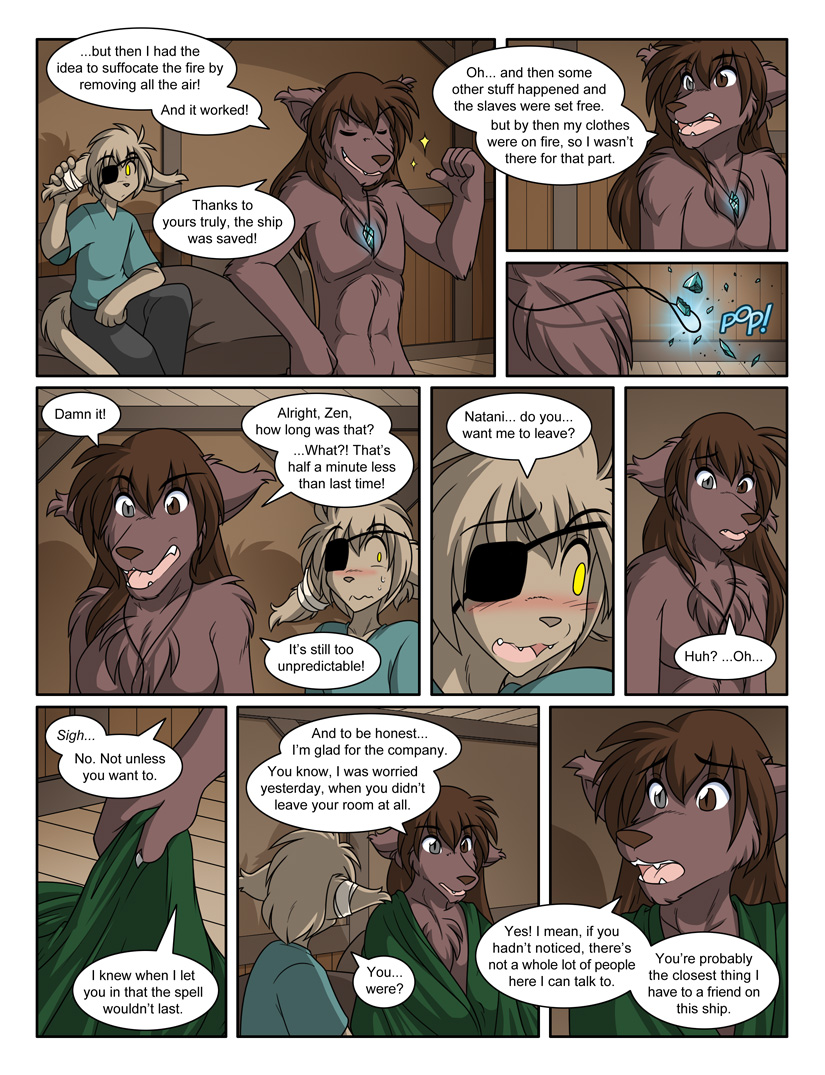 ...but then I had the
idea to suffocate the fire by
removing all the air!
And it worked!
Thanks to
yours truly, the ship
was saved!
Oh... and then some
other stuff happened and
the slaves were set free.
but by then my clothes
were on fire, so I wasn't
there for that part.
POP!
Damn it!
Alright, Zen,
how long was that?
...What?! That's
half a minute less
than last time!
It's still too
unpredictable!
Natani... do you...
want me to leave?
Huh? ...Oh...
Sigh...
No. Not unless
you want to.
I knew when I let
you in that the spell
wouldn't last.
And to be honest...
I'm glad for the company.
You know, I was worried
yesterday, when you didn't
leave your room at all.
You...
were?
Yes! I mean, if you
hadn't noticed, there's
not a whole lot of people
here I can talk to.
You're probably
the closest thing I
have to a friend on
this ship.